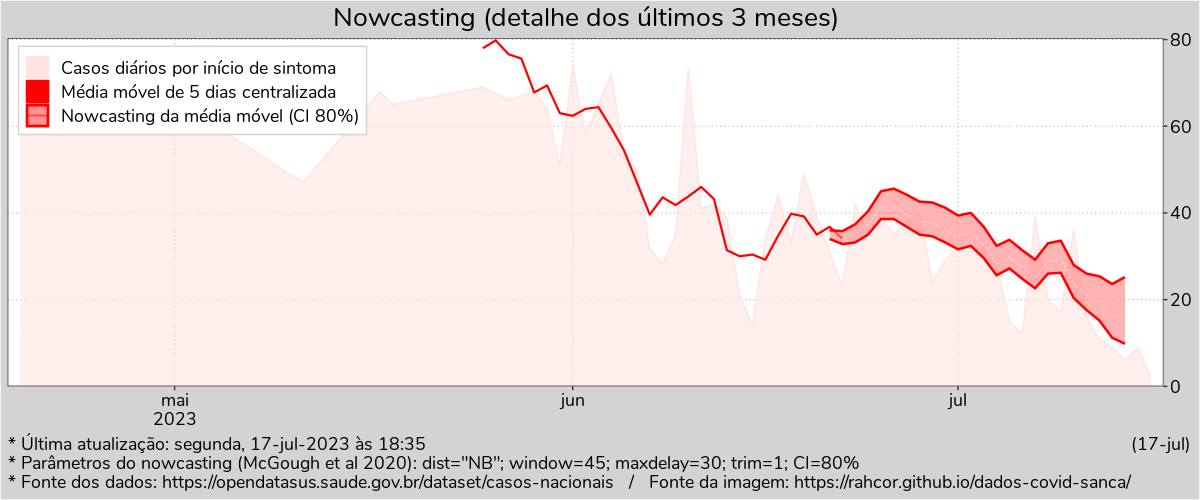 Nowcasting (detalhe dos últimos 3 meses)
Casos diários por início de sintoma
Média móvel de 5 dias centralizada
Nowcasting da média móvel (CI 80%)
80
60
40
20
0
mai
2023
jun
jul
* Última atualização: segunda, 17-jul-2023 às 18:35
(17-jul)
* Parâmetros do nowcasting (McGough et al 2020): dist="NB"; window=45; maxdelay=30; trim=1; CI=80%
* Fonte dos dados: https://opendatasus.saude.gov.br/dataset/casos-nacionais / Fonte da imagem: https://rahcor.github.io/dados-covid-sanca/